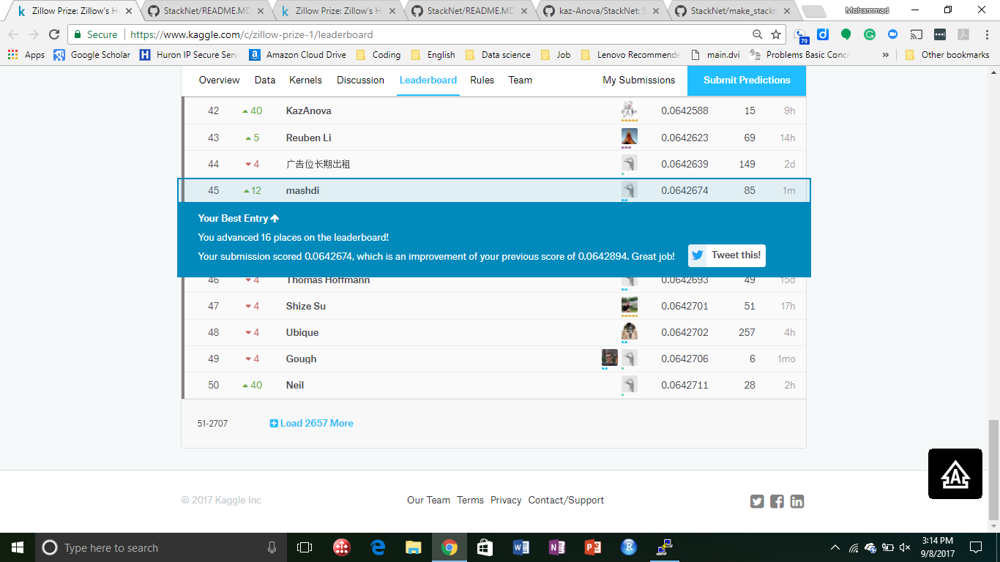 Zillow Prize: Zillow's H
StackNet/README.MD
Zillow Prize: Zillow's H
StackNet/README.MD
kaz-Anova/StackNet: S
StackNet/make_stackn
Mohammad
Secure https://www.kaggle.com/c/zillow-prize-1/leaderboard
79
Apps Google Scholar Huron IP Secure Serv Amazon Cloud Drive Coding English Data science Job Lenovo Recommende main.dvi Problems Basic Conce » Other bookmarks
Overview Data Kernels Discussion Leaderboard Rules Team My Submissions Submit Predictions
42 40 KazAnova 0.0642588 15 9h
43 5 Reuben Li 0.0642623 69 14h
44 4 广告位长期出租 0.0642639 149 2d
45 12 mashdi 0.0642674 85 1m
Your Best Entry
You advanced 16 places on the leaderboard!
Your submission scored 0.0642674, which is an improvement of your previous score of 0.0642894. Great job! Tweet this!
46 4 Thomas Hoffmann 0.0642693 49 15d
47 4 Shize Su 0.0642701 51 17h
48 4 Ubique 0.0642702 257 4h
49 4 Gough 0.0642706 6 1mo
50 40 Neil 0.0642711 28 2h
51-2707 Load 2657 More
© 2017 Kaggle Inc Our Team Terms Privacy Contact/Support
Type here to search
3:14 PM
9/8/2017